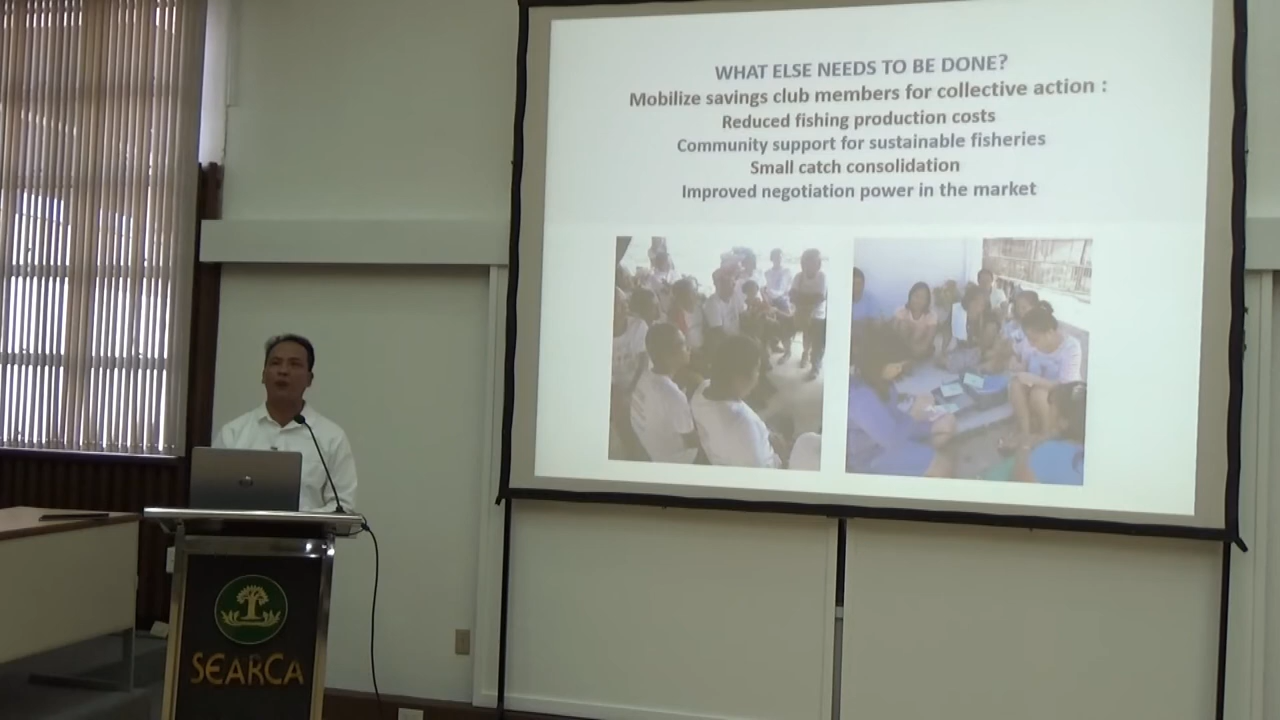 WHAT ELSE NEEDS TO BE DONE?
Mobilize savings club members for collective action :
Reduced fishing production costs
Community support for sustainable fisheries
Small catch consolidation
Improved negotiation power in the market
hp
SEARCA